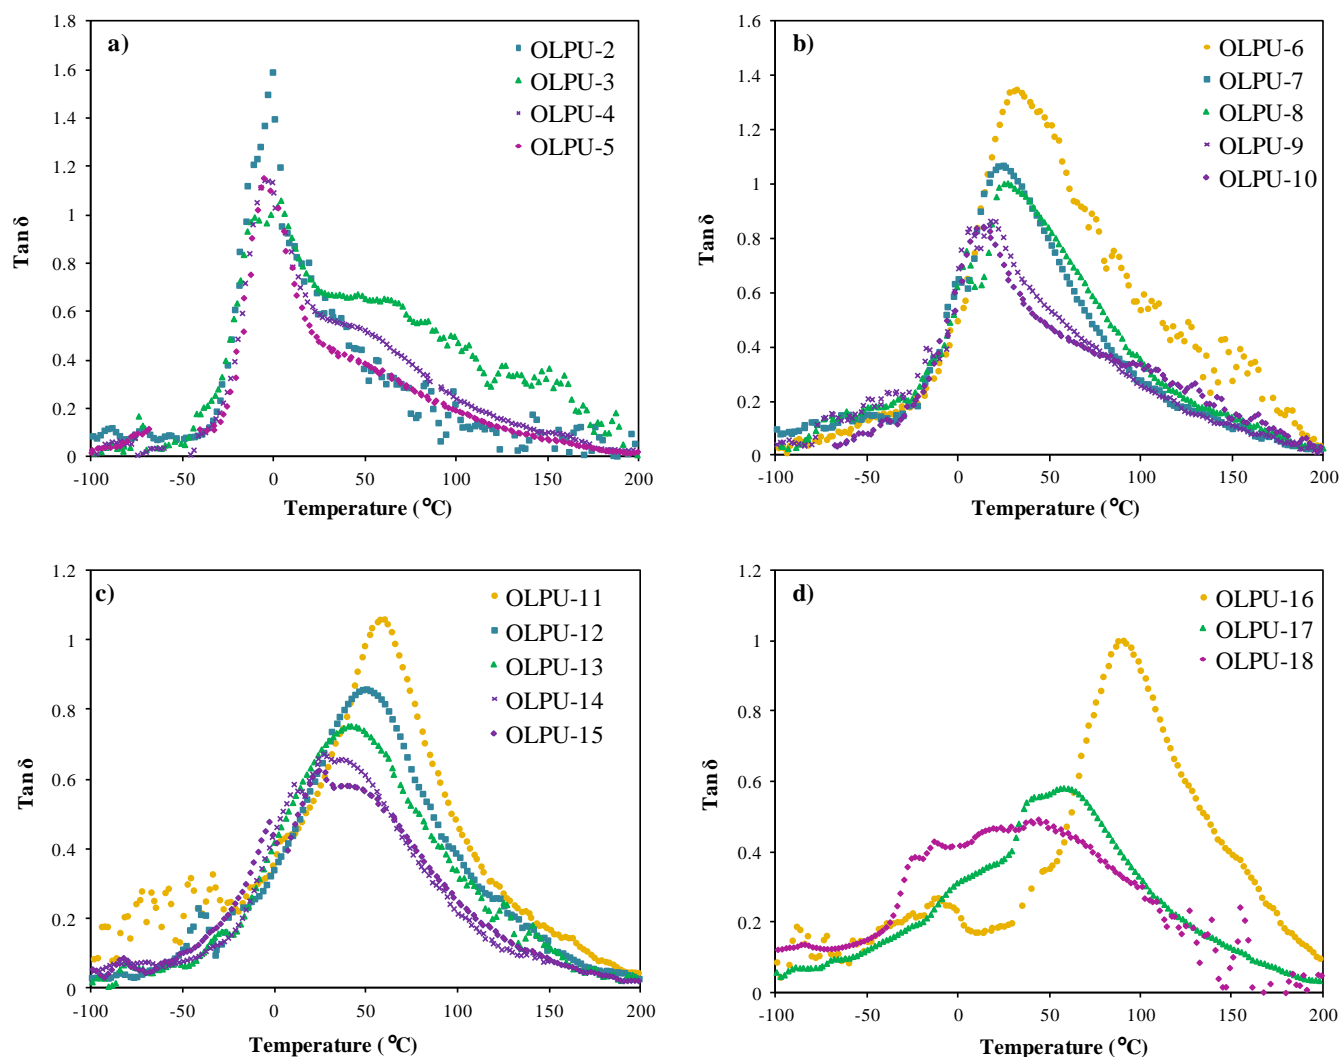 a)
1.8
1.6
1.4
1.2
1
0.8
0.6
0.4
0.2
0
Tan δ
-100 -50 0 50 100 150 200
Temperature (°C)
OLPU-2
OLPU-3
OLPU-4
OLPU-5
b)
1.6
1.4
1.2
1
0.8
0.6
0.4
0.2
0
Tan δ
-100 -50 0 50 100 150 200
Temperature (°C)
OLPU-6
OLPU-7
OLPU-8
OLPU-9
OLPU-10
c)
1.2
1
0.8
0.6
0.4
0.2
0
Tan δ
-100 -50 0 50 100 150 200
Temperature (°C)
OLPU-11
OLPU-12
OLPU-13
OLPU-14
OLPU-15
d)
1.2
1
0.8
0.6
0.4
0.2
0
Tan δ
-100 -50 0 50 100 150 200
Temperature (°C)
OLPU-16
OLPU-17
OLPU-18